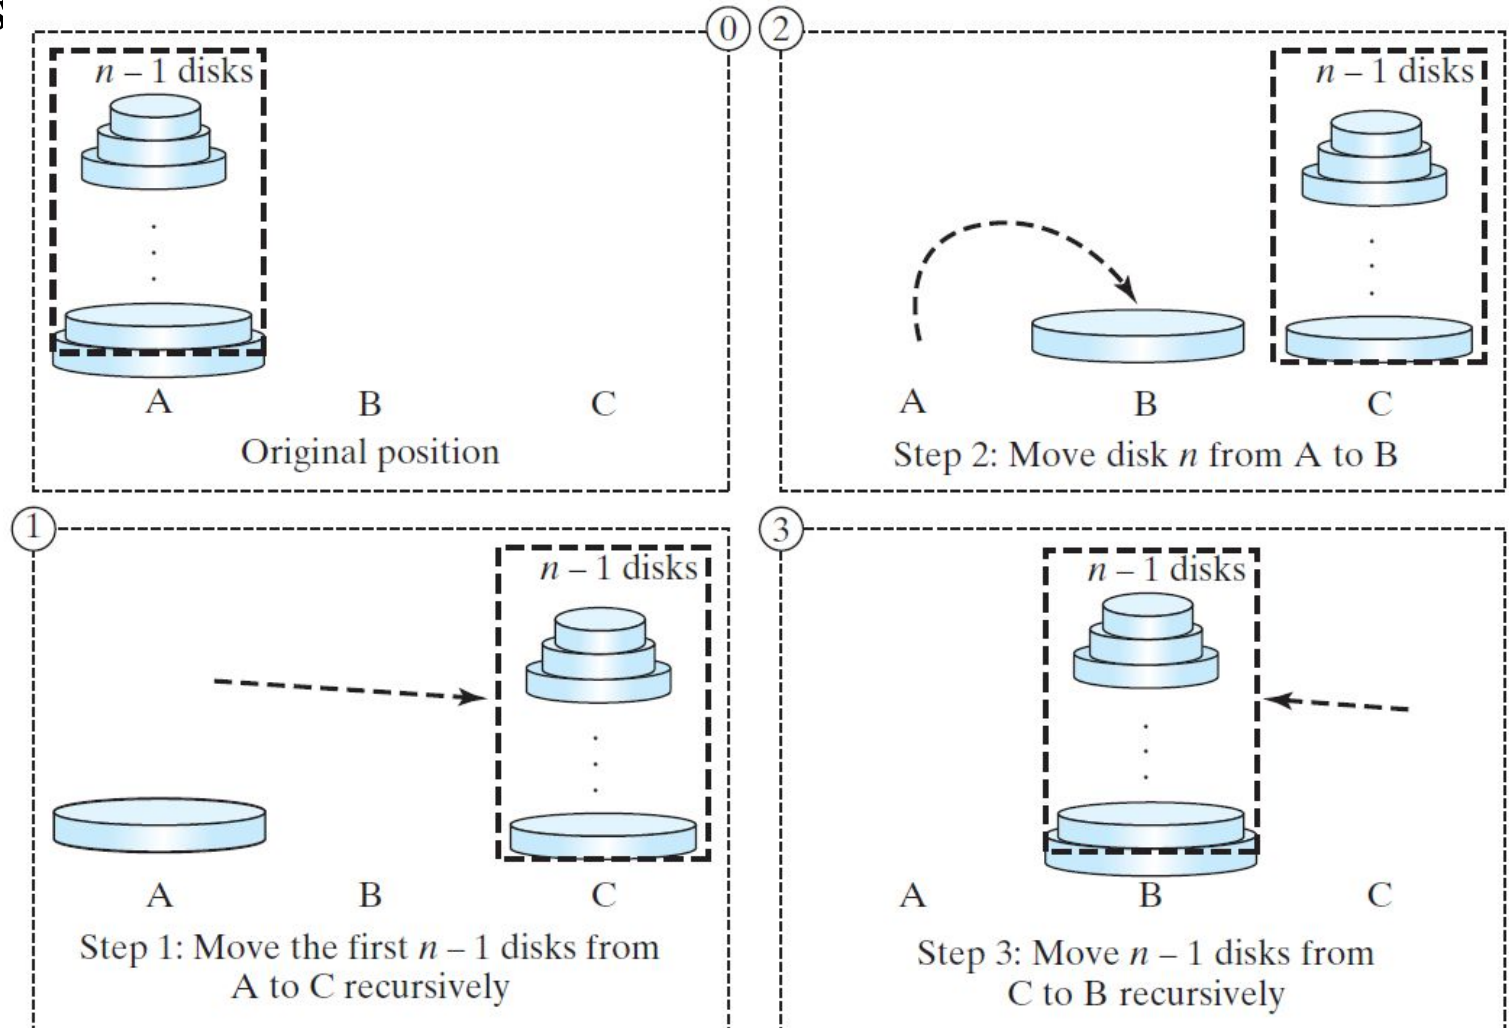 0
n – 1 disks
A B C
Original position
2
n – 1 disks
A B C
Step 2: Move disk n from A to B
1
n – 1 disks
A B C
Step 1: Move the first n – 1 disks from
A to C recursively
3
n – 1 disks
A B C
Step 3: Move n – 1 disks from
C to B recursively